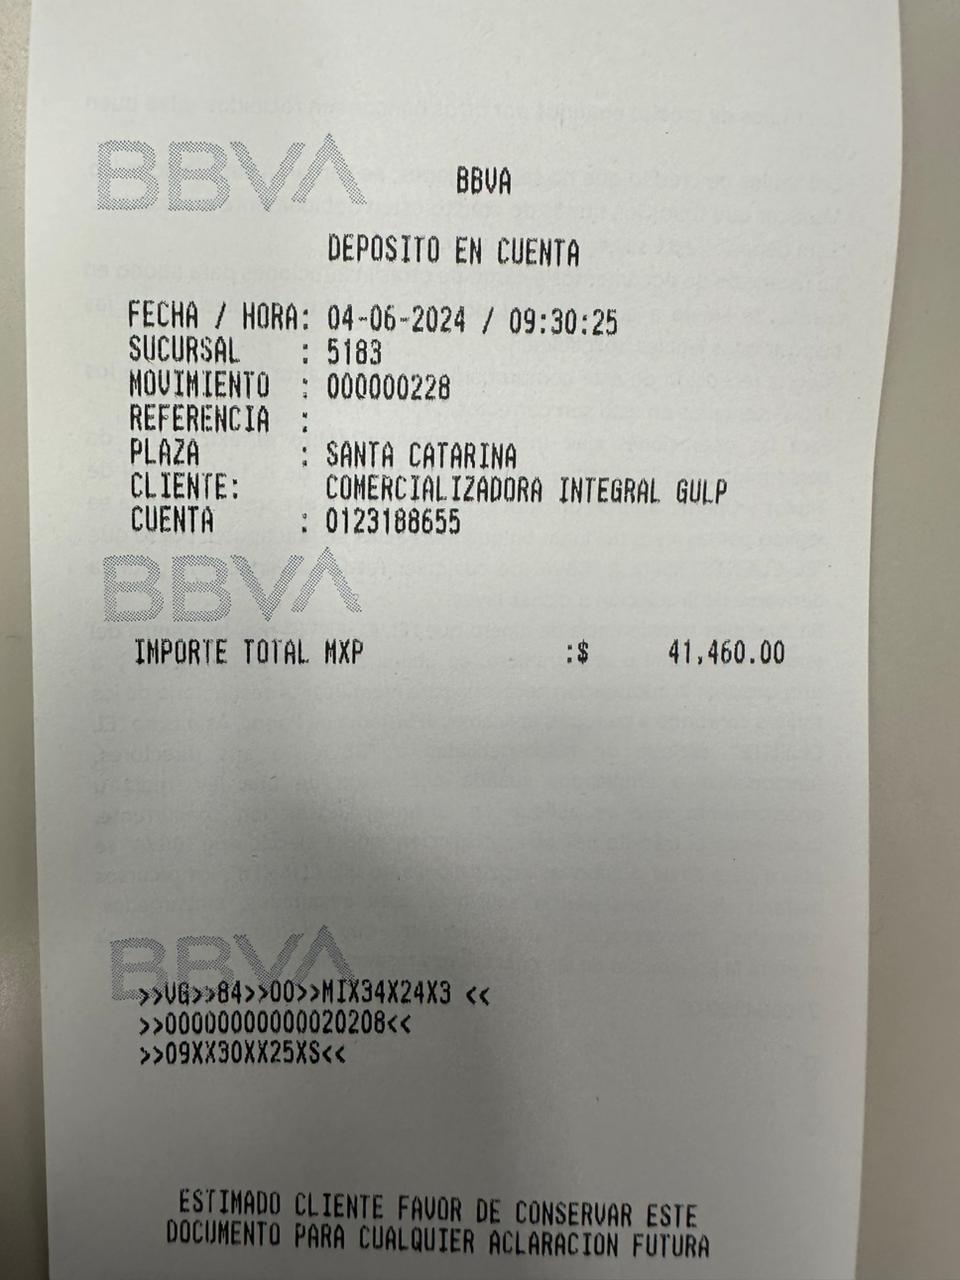 BBVA
BBVA
DEPOSITO EN CUENTA
FECHA / HORA: 04-06-2024 / 09:30:25
SUCURSAL : 5183
MOVIMIENTO : 000000228
REFERENCIA :
PLAZA : SANTA CATARINA
CLIENTE: COMERCIALIZADORA INTEGRAL GULP
CUENTA : 0123188655
BBVA
IMPORTE TOTAL MXP :$ 41,460.00
BBVA
>>VG>>84>>00>>MIX34X24X3 <<
>>00000000000020208<<
>>09XX30XX25XS<<
ESTIMADO CLIENTE FAVOR DE CONSERVAR ESTE
DOCUMENTO PARA CUALQUIER ACLARACION FUTURA